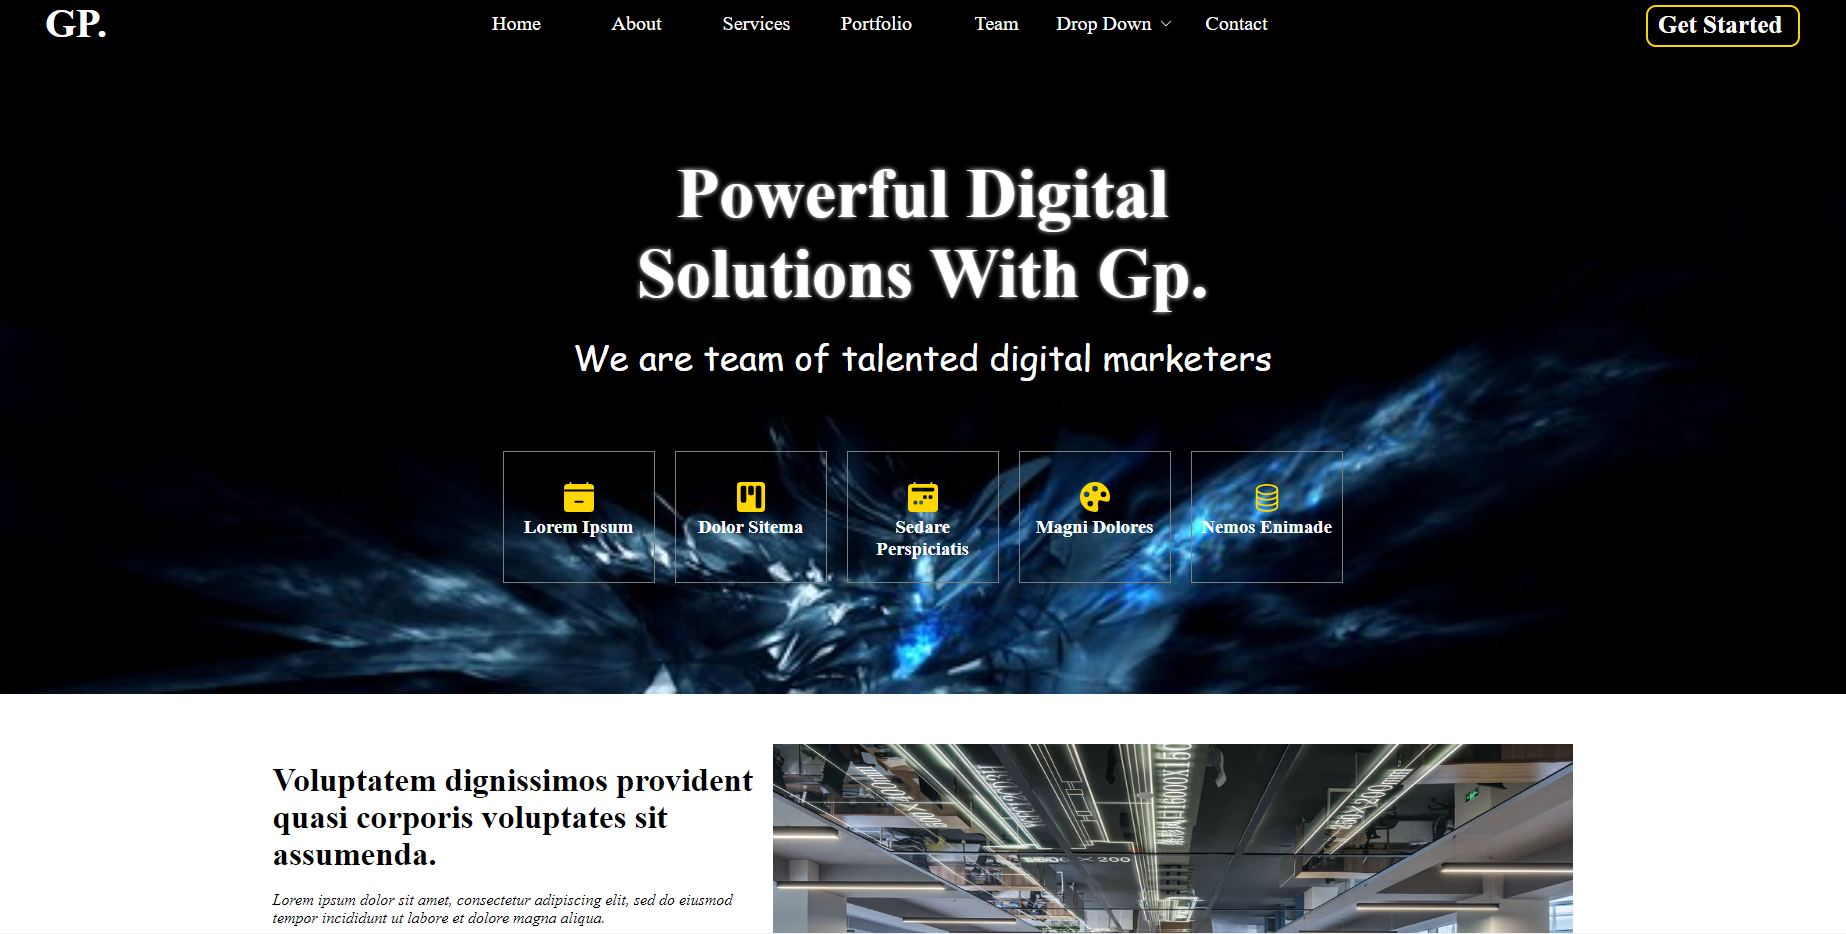 GP.
Home About Services Portfolio Team Drop Down Contact
Get Started
Powerful Digital
Solutions With Gp.
We are team of talented digital marketers
Lorem Ipsum
Dolor Sitema
Sedare
Perspiciatis
Magni Dolores
Nemos Enimade
Voluptatem dignissimos provident
quasi corporis voluptates sit
assumenda.
Lorem ipsum dolor sit amet, consectetur adipiscing elit, sed do eiusmod
tempor incididunt ut labore et dolore magna aliqua.
250X200mm